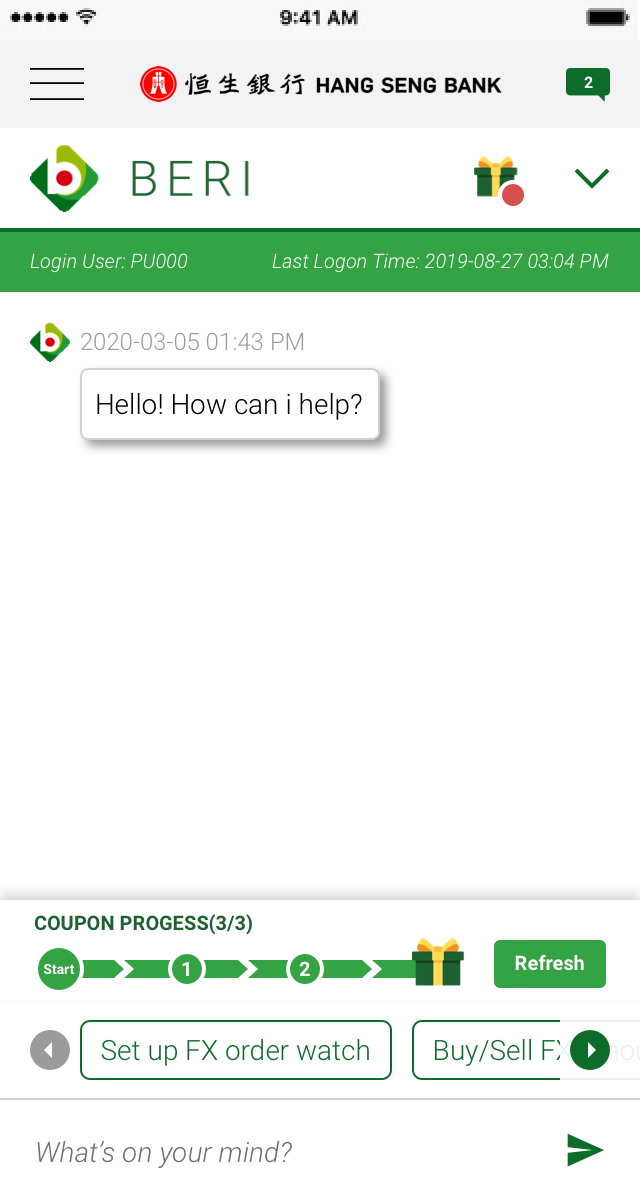 9:41 AM
恒生銀行 HANG SENG BANK
2
BERI
Login User: PU000
Last Logon Time: 2019-08-27 03:04 PM
2020-03-05 01:43 PM
Hello! How can i help?
COUPON PROGESS(3/3)
Start
1
2
Refresh
Set up FX order watch
Buy/Sell FX
What's on your mind?